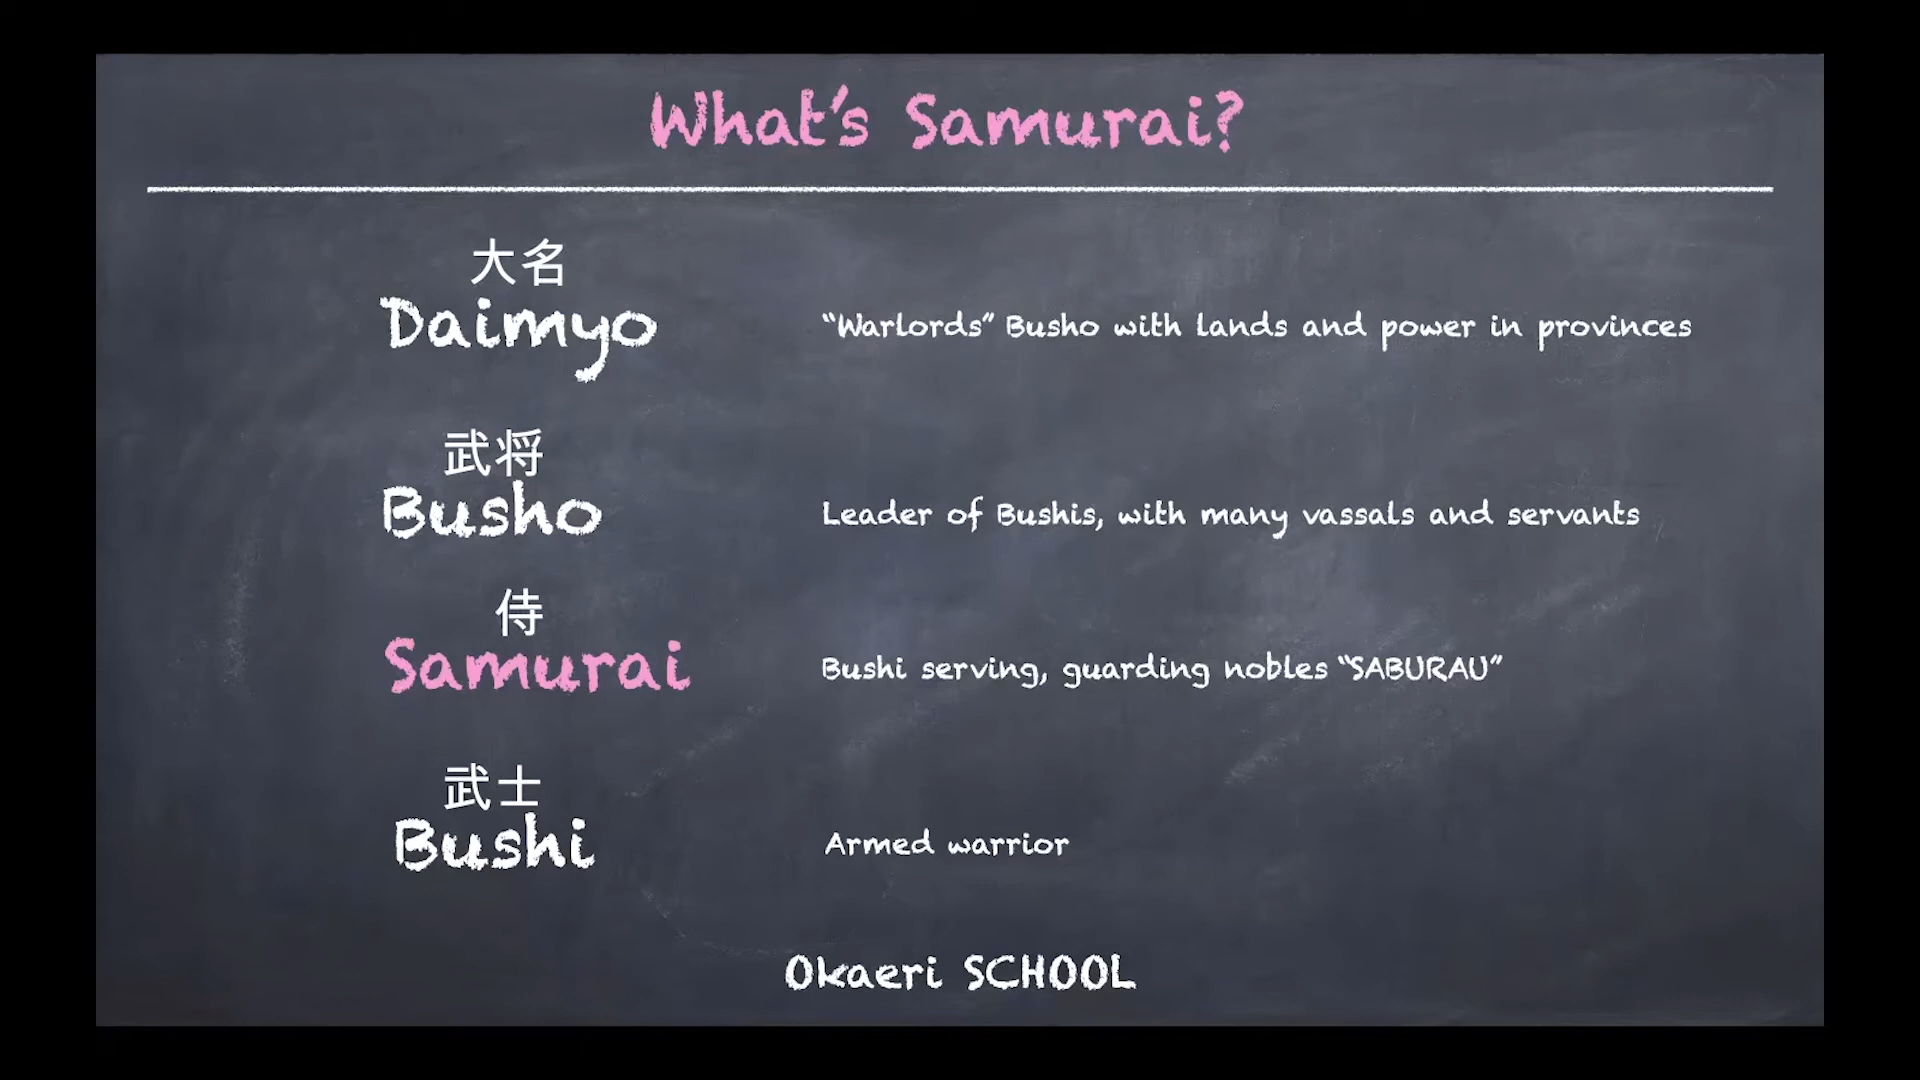 What's Samurai?
大名
Daimyo
“Warlords” Busho with lands and power in provinces
武将
Busho
Leader of Bushis, with many vassals and servants
侍
Samurai
Bushi serving, guarding nobles “SABURAU”
武士
Bushi
Armed warrior
Okaeri SCHOOL